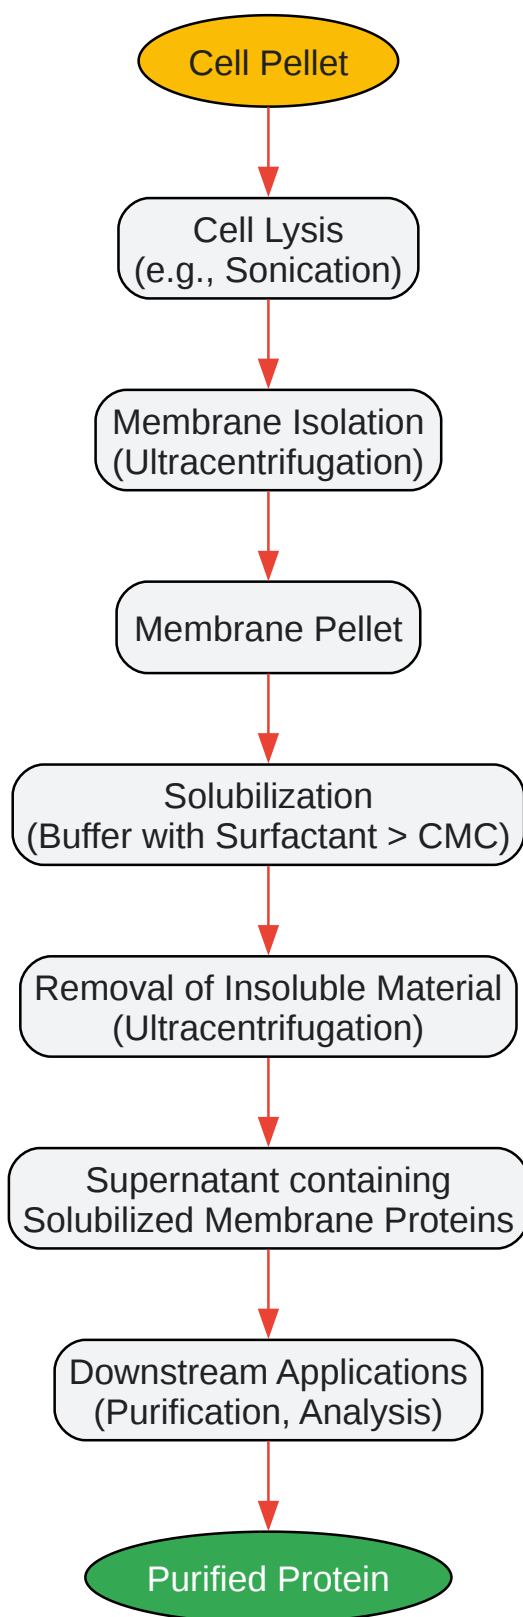 Cell Pellet
Cell Lysis
(e.g., Sonication)
Membrane Isolation
(Ultracentrifugation)
Membrane Pellet
Solubilization
(Buffer with Surfactant > CMC)
Removal of Insoluble Material
(Ultracentrifugation)
Supernatant containing
Solubilized Membrane Proteins
Downstream Applications
(Purification, Analysis)
Purified Protein